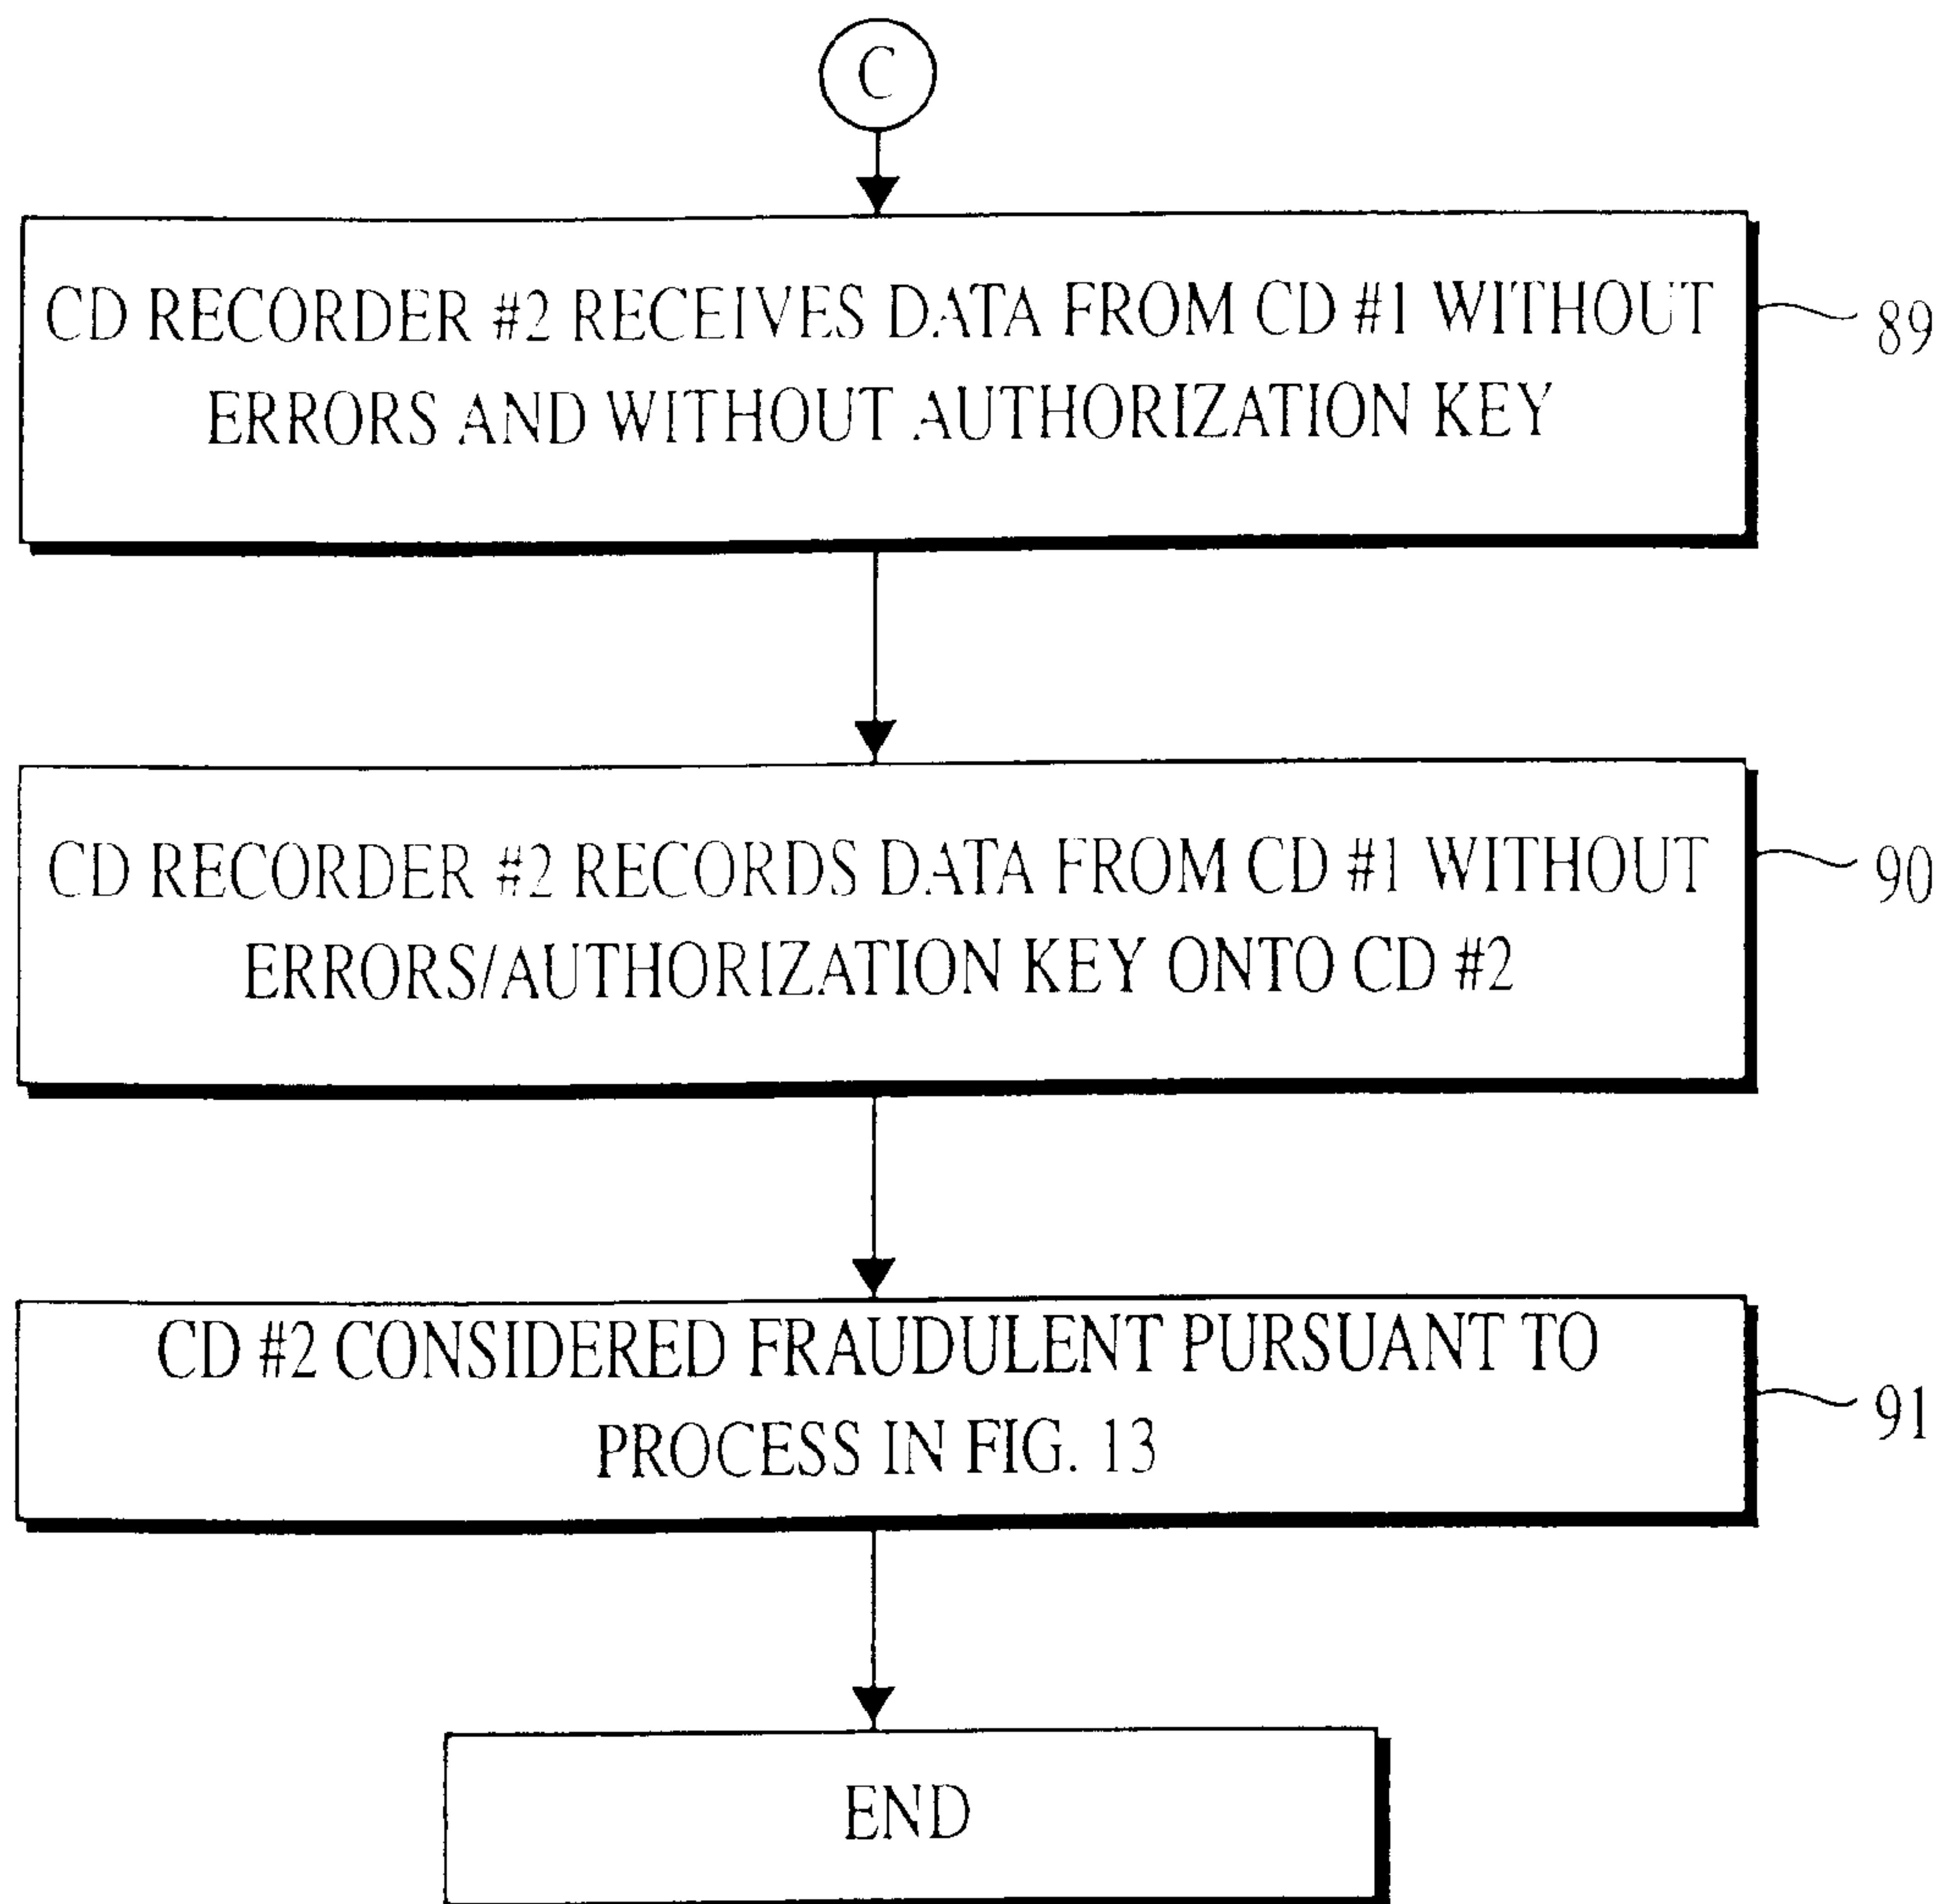 C
CD RECORDER #2 RECEIVES DATA FROM CD #1 WITHOUT
ERRORS AND WITHOUT AUTHORIZATION KEY
89
CD RECORDER #2 RECORDS DATA FROM CD #1 WITHOUT
ERRORS/AUTHORIZATION KEY ONTO CD #2
90
CD #2 CONSIDERED FRAUDULENT PURSUANT TO
PROCESS IN FIG. 13
91
END